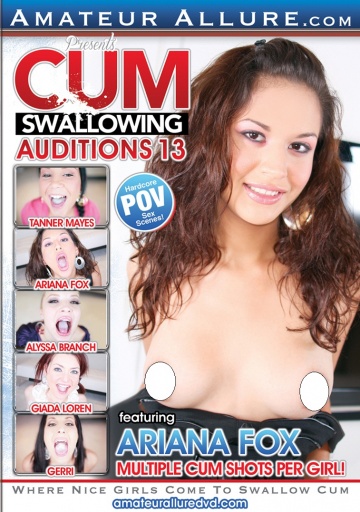 AMATEUR ALLURE.COM
Presents
CUM
SWALLOWING
AUDITIONS 13
Hardcore
POV
Sex
Scenes!
TANNER MAYES
ARIANA FOX
ALYSSA BRANCH
GIADA LOREN
GERRI
featuring
ARIANA FOX
MULTIPLE CUM SHOTS PER GIRL!
WHERE NICE GIRLS COME TO SWALLOW CUM
amateuralluredvd.com